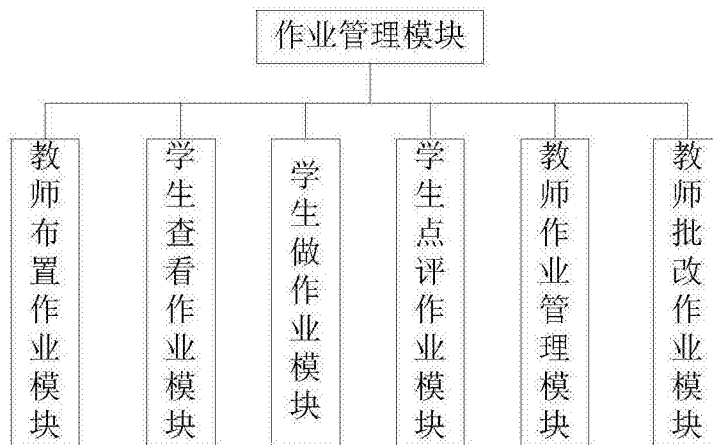 作业管理模块
教师布置作业模块
学生查看作业模块
学生做作业模块
学生点评作业模块
教师作业管理模块
教师批改作业模块